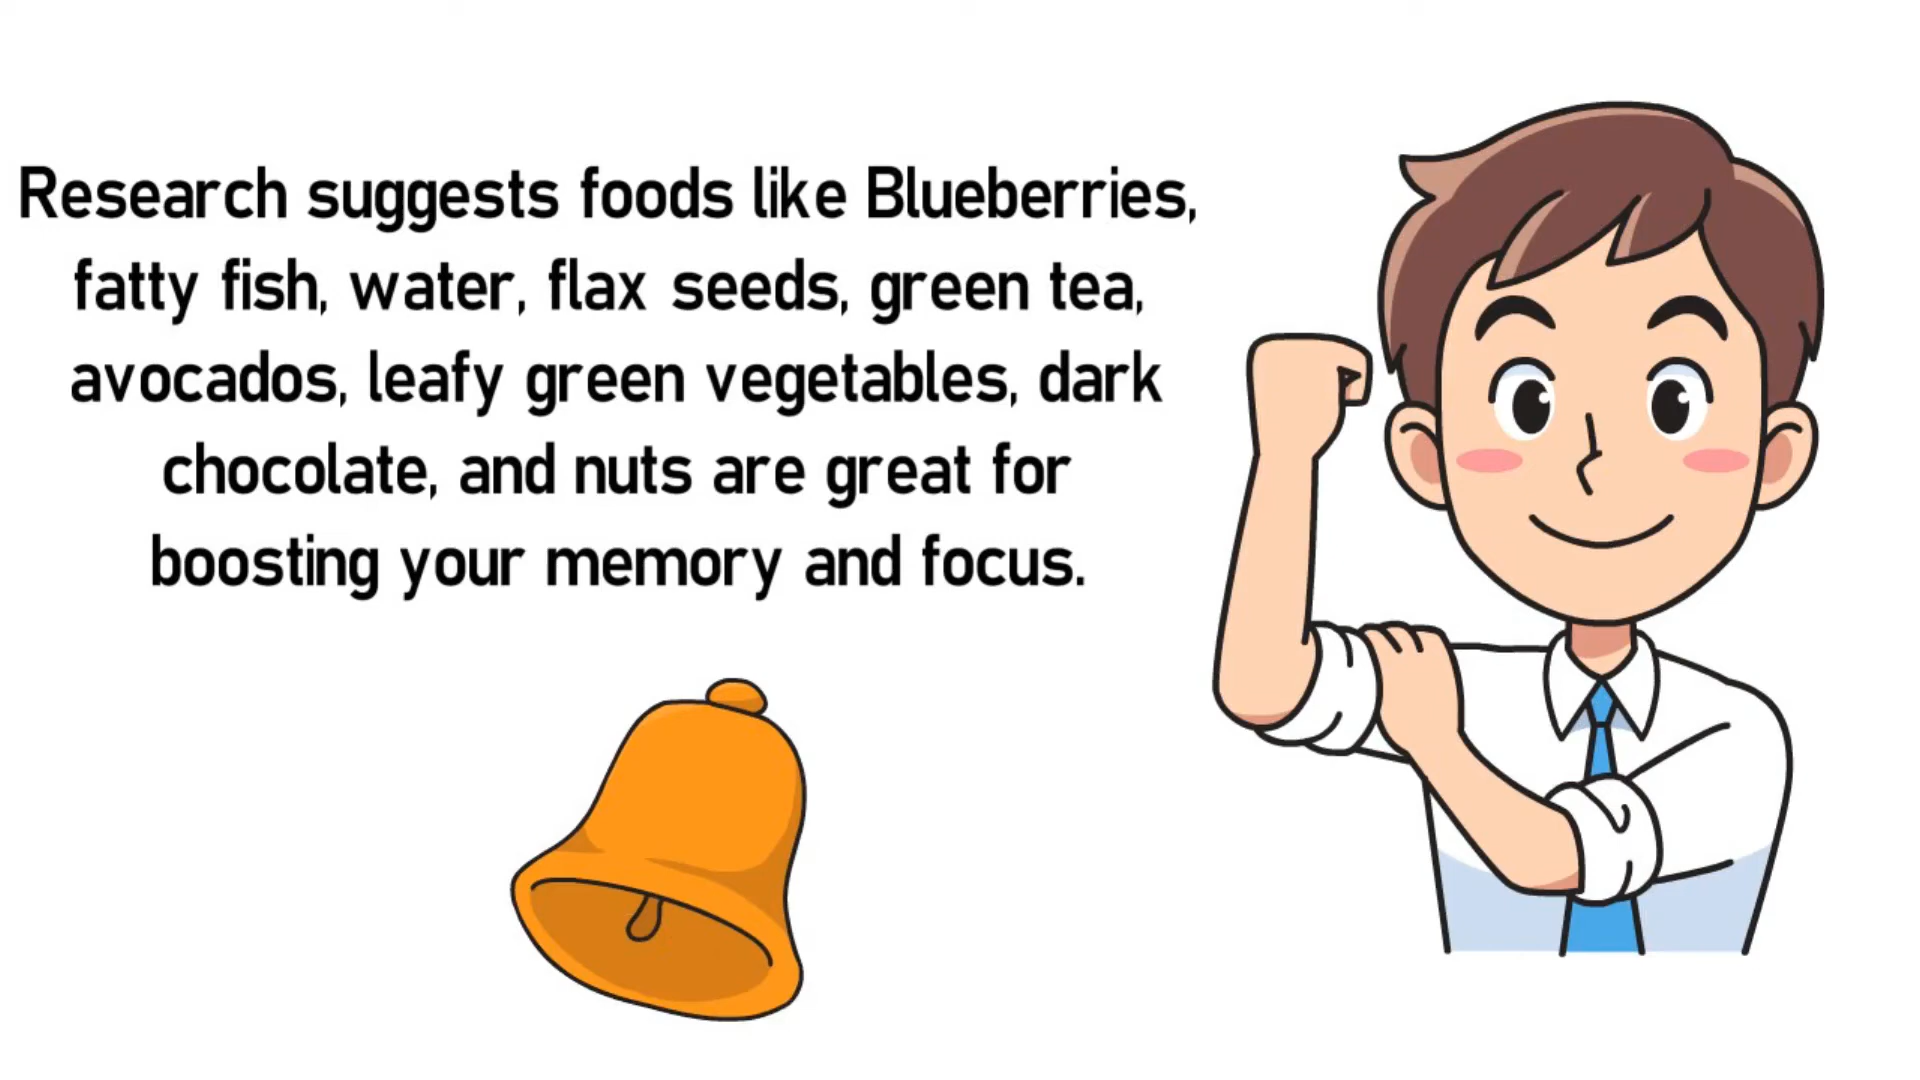 Research suggests foods like Blueberries,
fatty fish, water, flax seeds, green tea,
avocados, leafy green vegetables, dark
chocolate, and nuts are great for
boosting your memory and focus.